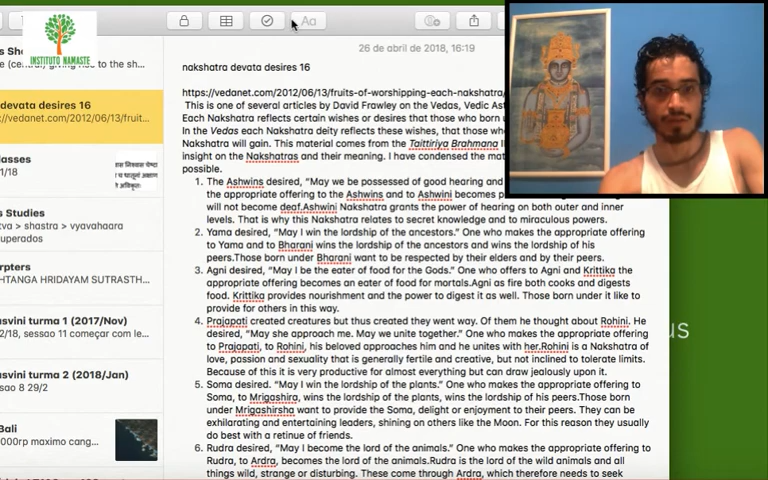 INSTITUTO NAMASTE
Aa
26 de abril de 2018, 16:19
nakshatra devata desires 16
https://vedanet.com/2012/06/13/fruits-of-worshipping-each-nakshatra/
This is one of several articles by David Frawley on the Vedas, Vedic Ast
Each Nakshatra reflects certain wishes or desires that those who born u
In the Vedas each Nakshatra deity reflects these wishes, that those who
Nakshatra will gain. This material comes from the Taittiriya Brahmana II
insight on the Nakshatras and their meaning. I have condensed the mat
possible.
1. The Ashwins desired, “May we be possessed of good hearing and
the appropriate offering to the Ashwins and to Ashwini becomes p
will not become deaf.Ashwini Nakshatra grants the power of hearing on both outer and inner
levels. That is why this Nakshatra relates to secret knowledge and to miraculous powers.
2. Yama desired, “May I win the lordship of the ancestors.” One who makes the appropriate offering
to Yama and to Bharani wins the lordship of the ancestors and wins the lordship of his
peers.Those born under Bharani want to be respected by their elders and by their peers.
3. Agni desired, “May I be the eater of food for the Gods.” One who offers to Agni and Krittika the
appropriate offering becomes an eater of food for mortals.Agni as fire both cooks and digests
food. Krittika provides nourishment and the power to digest it as well. Those born under it like to
provide for others in this way.
4. Prajapati created creatures but thus created they went way. Of them he thought about Rohini. He
desired, “May she approach me. May we unite together.” One who makes the appropriate offering
to Prajapati, to Rohini, his beloved approaches him and he unites with her.Rohini is a Nakshatra of
love, passion and sexuality that is generally fertile and creative, but not inclined to tolerate limits.
Because of this it is very productive for almost everything but can draw jealously upon it.
5. Soma desired. “May I win the lordship of the plants.” One who makes the appropriate offering to
Soma, to Mrigashira, wins the lordship of the plants, wins the lordship of his peers.Those born
under Mrigashirsha want to provide the Soma, delight or enjoyment to their peers. They can be
exhilarating and entertaining leaders, shining on others like the Moon. For this reason they usually
do best with a retinue of friends.
6. Rudra desired, “May I become the lord of the animals.” One who makes the appropriate offering to
Rudra, to Ardra, becomes the lord of the animals.Rudra is the lord of the wild animals and all
things wild, strange or disturbing. These come through Ardra, which therefore needs to seek
s Sho
e (central) giving rise to the sh...
devata desires 16
://vedanet.com/2012/06/13/fruit...
lasses
1/18
s Studies
tva > shastra > vyavahaara
uperados
rpters
HTANGA HRIDAYAM SUTRASTH...
asvini turma 1 (2017/Nov)
2/18, sessao 11 começar com le...
asvini turma 2 (2018/Jan)
sao 8 29/2
Bali
000rp maximo cang...
us